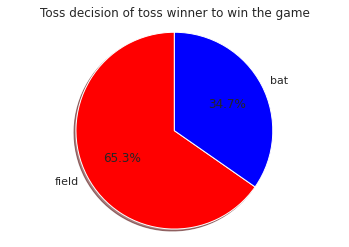 Toss decision of toss winner to win the game
bat
34.7%
65.3%
field